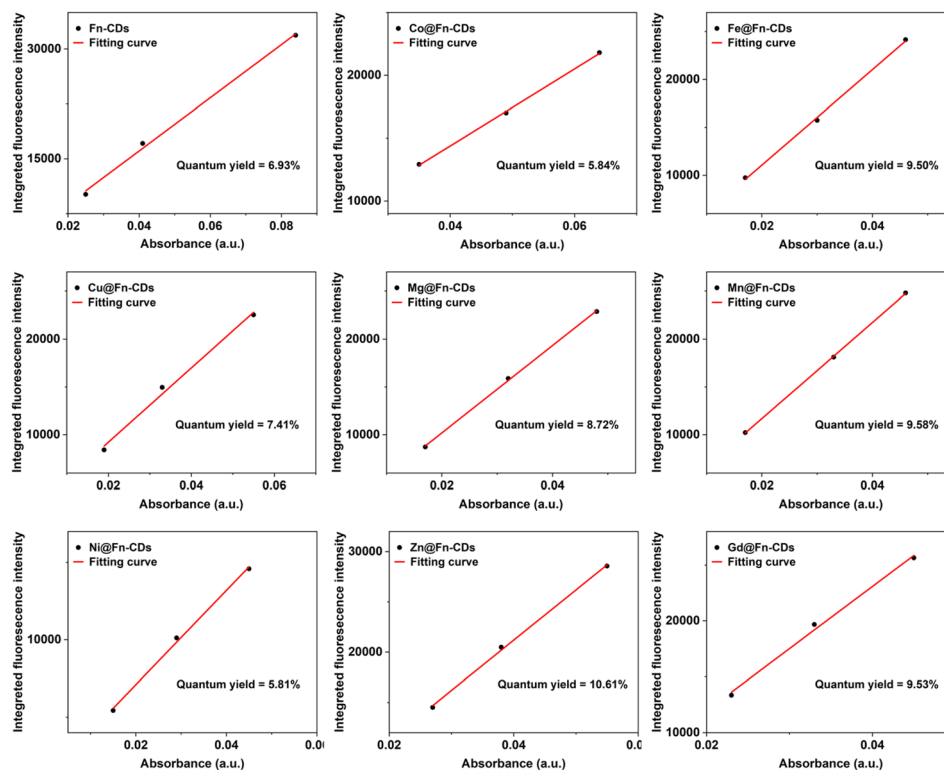 Integreted fluoresecence intensity
Fn-CDs
Fitting curve
30000
15000
Quantum yield = 6.93%
0.02 0.04 0.06 0.08
Absorbance (a.u.)
Integreted fluoresecence intensity
Co@Fn-CDs
Fitting curve
20000
10000
Quantum yield = 5.84%
0.04 0.06
Absorbance (a.u.)
Integreted fluoresecence intensity
Fe@Fn-CDs
Fitting curve
20000
10000
Quantum yield = 9.50%
0.02 0.04
Absorbance (a.u.)
Integreted fluoresecence intensity
Cu@Fn-CDs
Fitting curve
20000
10000
Quantum yield = 7.41%
0.02 0.04 0.06
Absorbance (a.u.)
Integreted fluoresecence intensity
Mg@Fn-CDs
Fitting curve
20000
10000
Quantum yield = 8.72%
0.02 0.04
Absorbance (a.u.)
Integreted fluoresecence intensity
Mn@Fn-CDs
Fitting curve
20000
10000
Quantum yield = 9.58%
0.02 0.04
Absorbance (a.u.)
Integreted fluoresecence intensity
Ni@Fn-CDs
Fitting curve
10000
Quantum yield = 5.81%
0.02 0.04
Absorbance (a.u.)
Integreted fluoresecence intensity
Zn@Fn-CDs
Fitting curve
30000
20000
Quantum yield = 10.61%
0.04
Absorbance (a.u.)
Integreted fluoresecence intensity
Gd@Fn-CDs
Fitting curve
20000
10000
Quantum yield = 9.53%
0.02 0.04
Absorbance (a.u.)